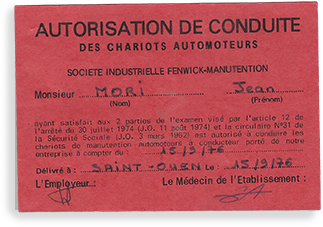 AUTORISATION DE CONDUITE
DES CHARIOTS AUTOMOTEURS
SOCIETE INDUSTRIELLE FENWICK-MANUTENTION
Monsieur MORI Jean
(Nom) (Prénom)
ayant satisfait aux 2 parties de l'examen visé par l'article 12 de
l'arrêté du 30 juillet 1974 (J.O. 11 août 1974) et la circulaire N°31 de
la Sécurité Sociale (J.O. 3 mars 1962) est autorisé à conduire les
chariots de manutention automoteurs à conducteur porté de notre
entreprise à compter du : 15/9/76
Délivré à : SAINT-OUEN Le : 15/9/76
L'Employeur : Le Médecin de l'Etablissement :